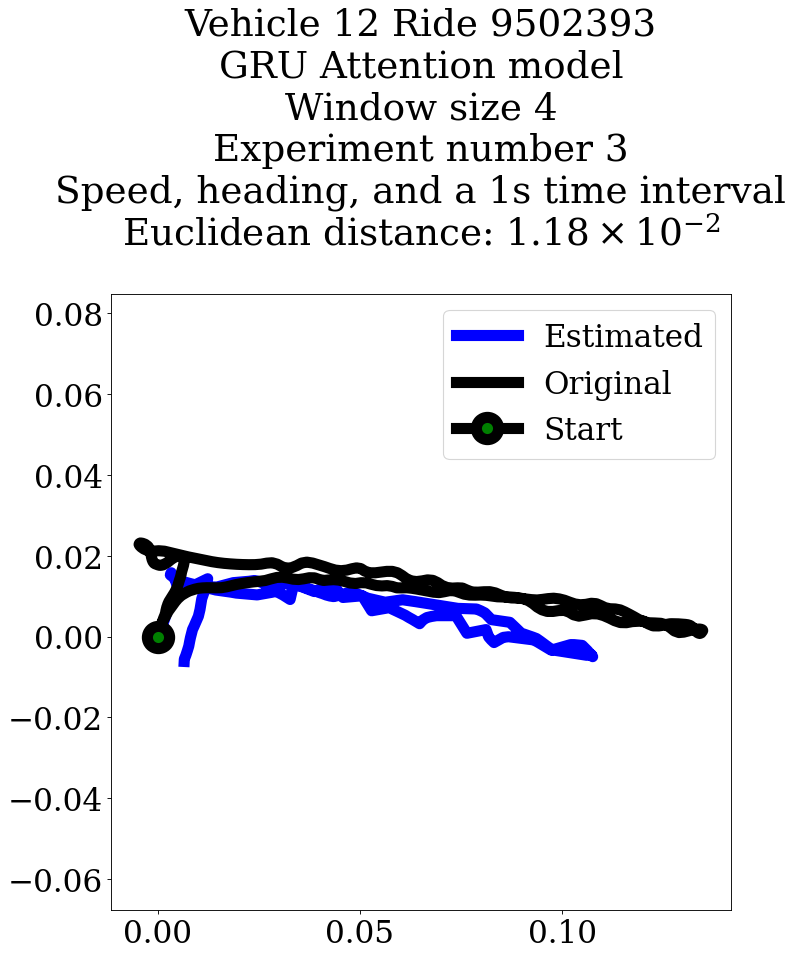 Vehicle 12 Ride 9502393
GRU Attention model
Window size 4
Experiment number 3
Speed, heading, and a 1s time interval
Euclidean distance: 1.18 × 10⁻²
Estimated
Original
Start
0.08
0.06
0.04
0.02
0.00
−0.02
−0.04
−0.06
0.00 0.05 0.10